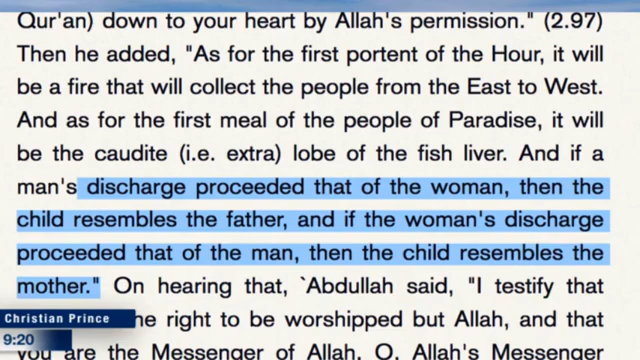 Qur'an) down to your heart by Allah's permission." (2.97)
Then he added, "As for the first portent of the Hour, it will
be a fire that will collect the people from the East to West.
And as for the first meal of the people of Paradise, it will
be the caudite (i.e. extra) lobe of the fish liver. And if a
man's discharge proceeded that of the woman, then the
child resembles the father, and if the woman's discharge
proceeded that of the man, then the child resembles the
mother." On hearing that, `Abdullah said, "I testify that
Christian Prince
the right to be worshipped but Allah, and that
9:20
you are the Messenger of Allah. O, Allah's Messenger